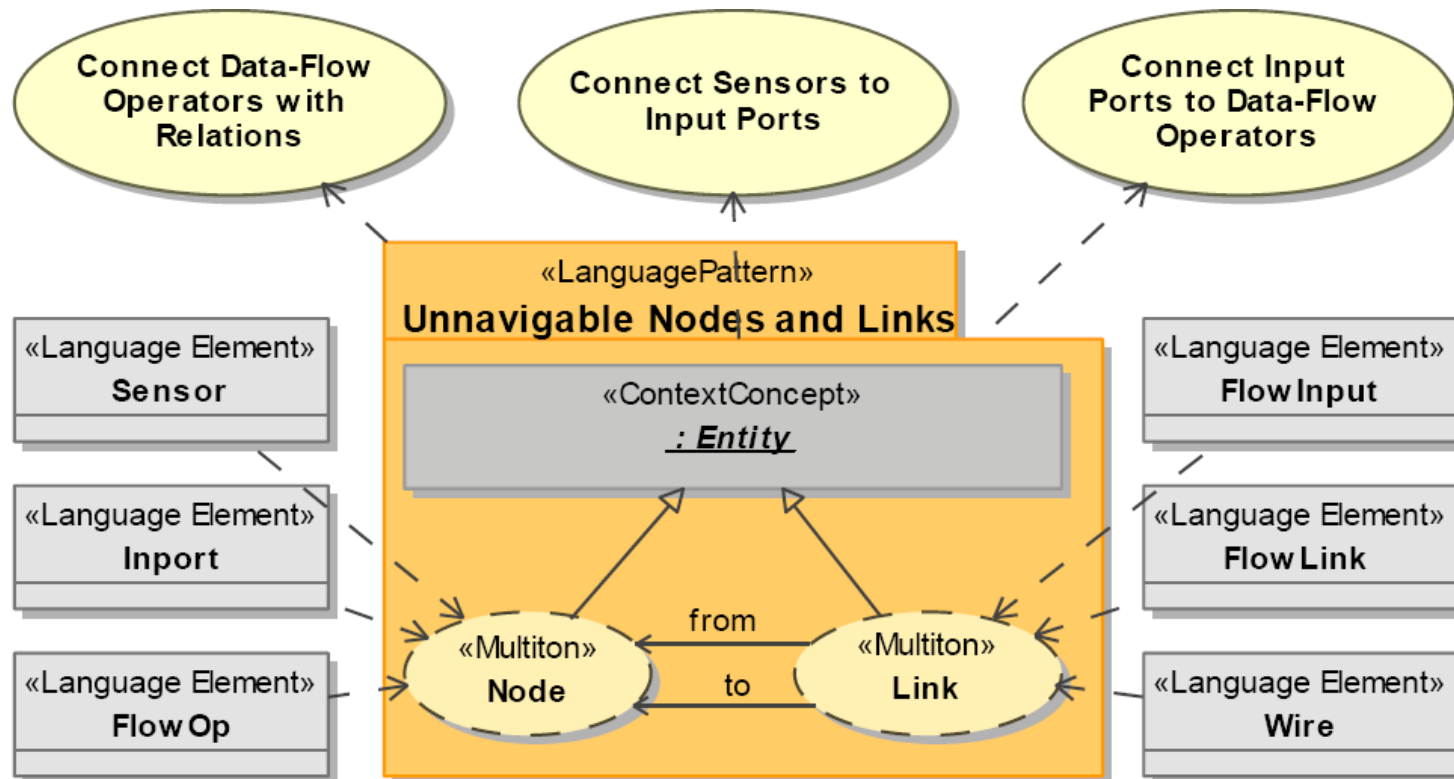 Connect Data-Flow
Operators with
Relations
Connect Sensors to
Input Ports
Connect Input
Ports to Data-Flow
Operators
«LanguagePattern»
Unnavigable Nodes and Links
«Language Element»
Sensor
«ContextConcept»
: Entity
«Language Element»
Flow Input
«Language Element»
Inport
«Language Element»
Flow Link
from
«Multiton»
Node
to
«Multiton»
Link
«Language Element»
Flow Op
«Language Element»
Wire